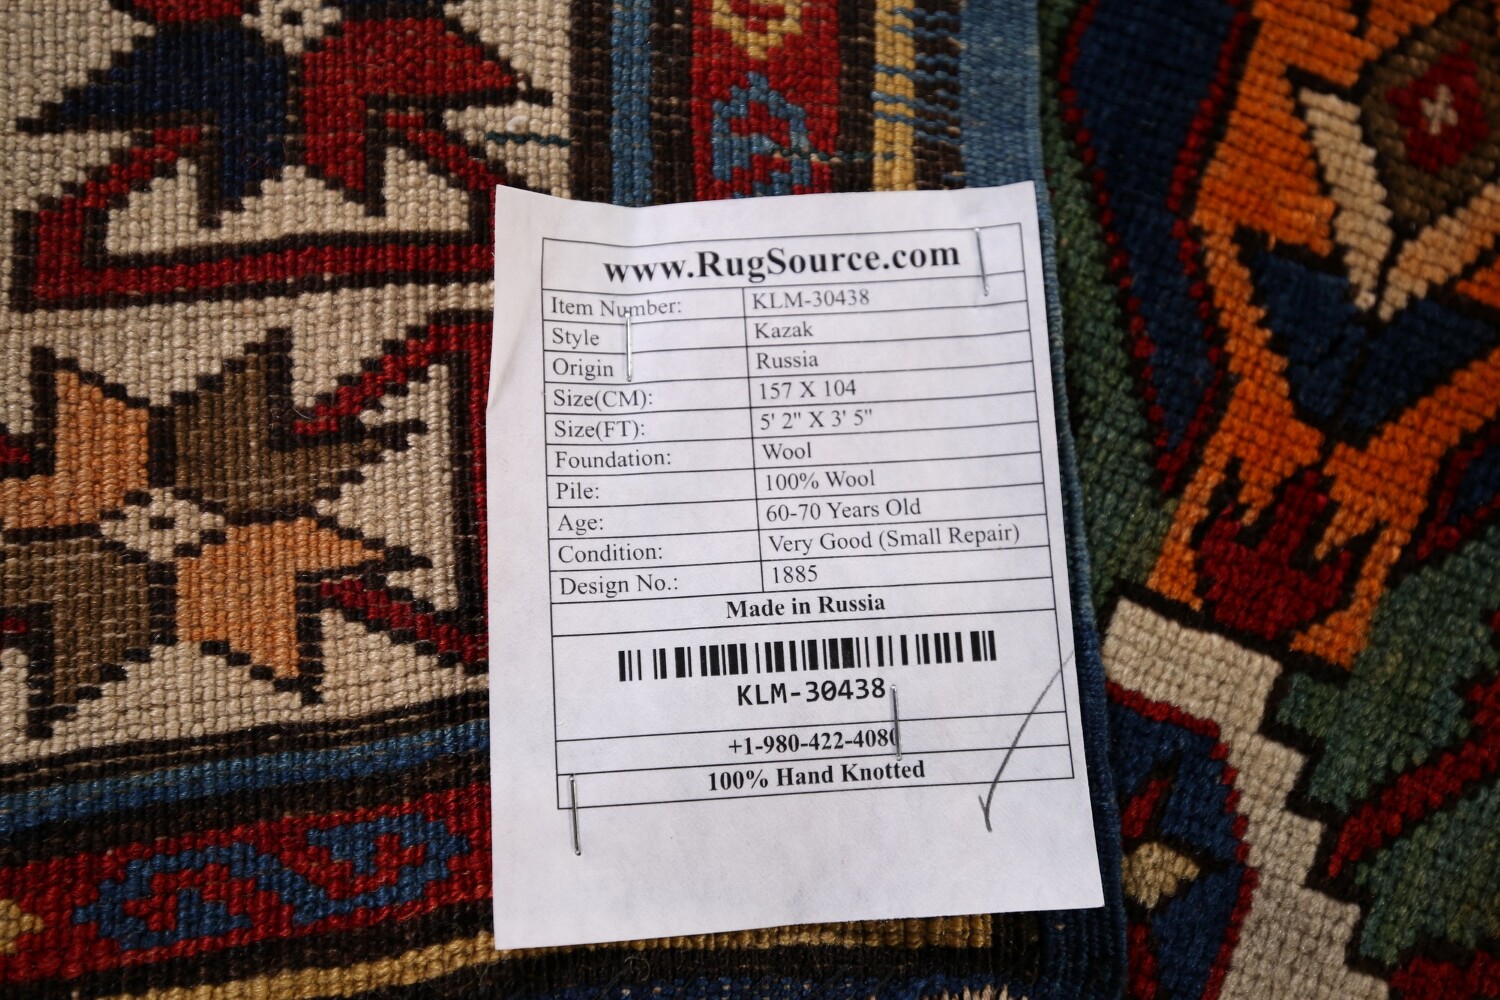 www.RugSource.com
Item Number: KLM-30438
Style Kazak
Origin Russia
Size(CM): 157 X 104
Size(FT): 5' 2" X 3' 5"
Foundation: Wool
Pile: 100% Wool
Age: 60-70 Years Old
Condition: Very Good (Small Repair)
Design No.: 1885
Made in Russia
KLM-30438
+1-980-422-4080
100% Hand Knotted